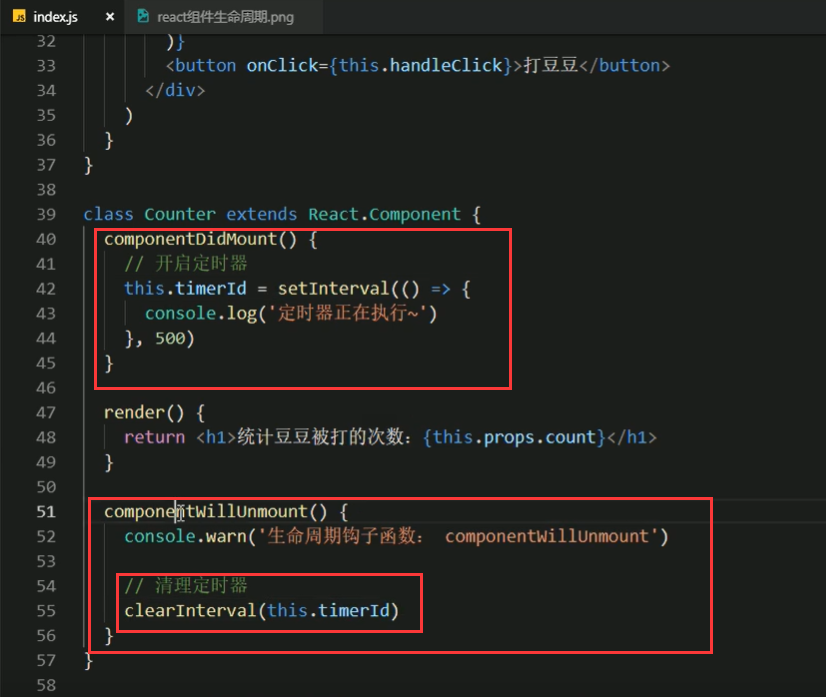 JS index.js × react组件生命周期.png
32 )}
33 <button onClick={this.handleClick}>打豆豆</button>
34 </div>
35 )
36 }
37 }
38
39 class Counter extends React.Component {
40 componentDidMount() {
41 // 开启定时器
42 this.timerId = setInterval(() => {
43 console.log('定时器正在执行~')
44 }, 500)
45 }
46
47 render() {
48 return <h1>统计豆豆被打的次数：{this.props.count}</h1>
49 }
50
51 componentWillUnmount() {
52 console.warn('生命周期钩子函数： componentWillUnmount')
53
54 // 清理定时器
55 clearInterval(this.timerId)
56 }
57 }
58